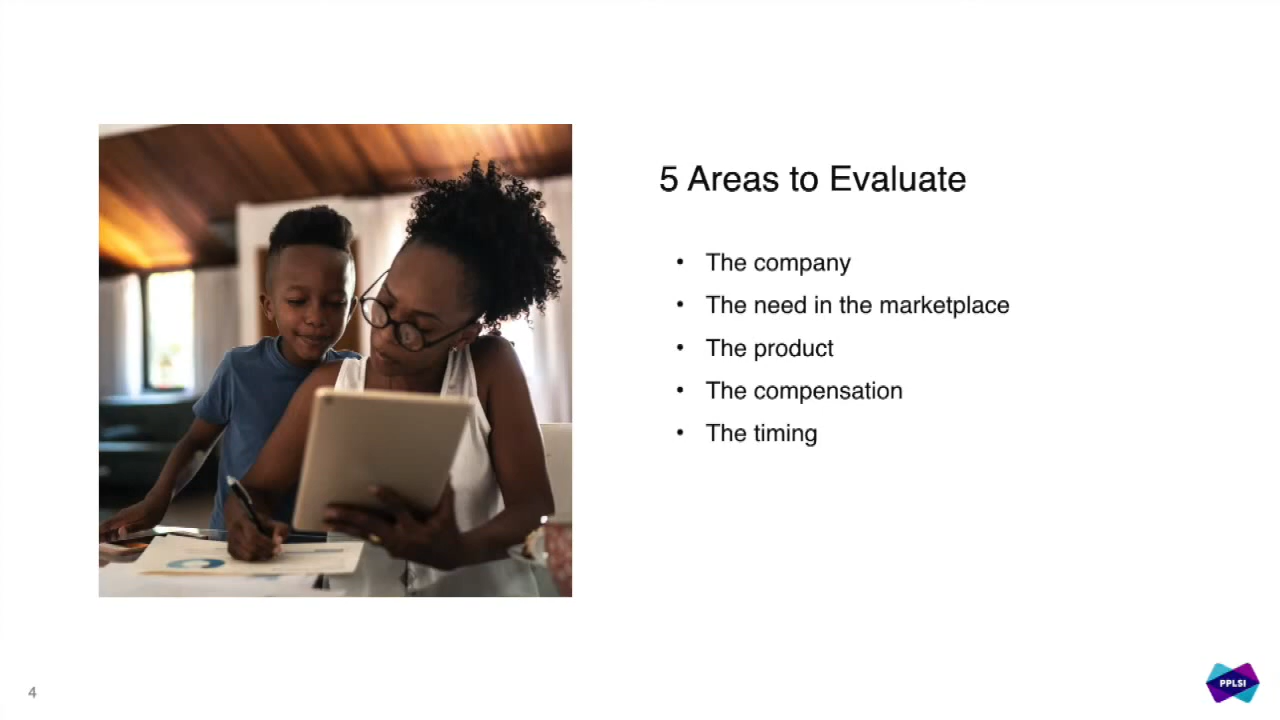 5 Areas to Evaluate
• The company
• The need in the marketplace
• The product
• The compensation
• The timing
4
PPLSI